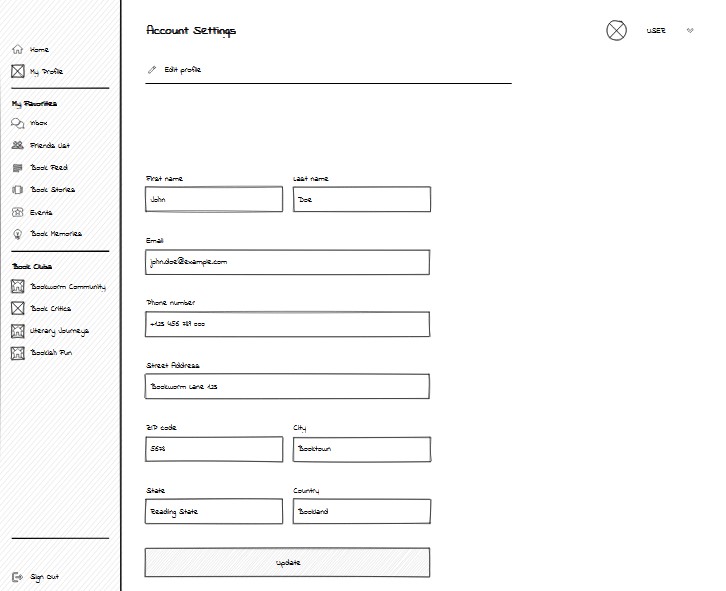 Account Settings
USER
Home
My Profile
Edit profile
My Favorites
Inbox
Friends List
Book Feed
Book Stories
Events
Book Memories
Book Clubs
Bookworm Community
Book Critics
Literary Journeys
Bookish Fun
Sign Out
First name
Last name
John
Doe
Email
john.doe@example.com
Phone number
+123 456 789 000
Street Address
Bookworm Lane 123
ZIP code
City
5678
Booktown
State
Country
Reading State
Bookland
Update